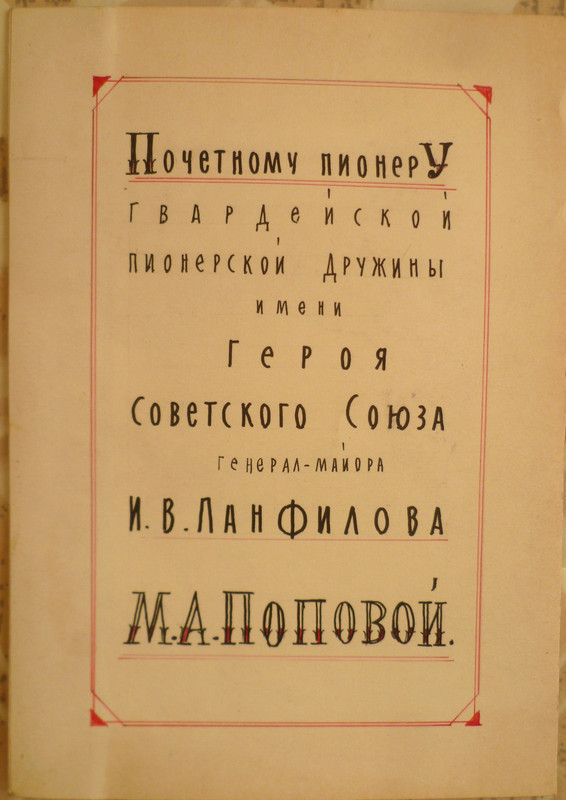 Почетному пионеру
гвардейской
пионерской Дружины
имени
Героя
Советского Союза
генерал-майора
И.В.Панфилова
М.А.Поповой.